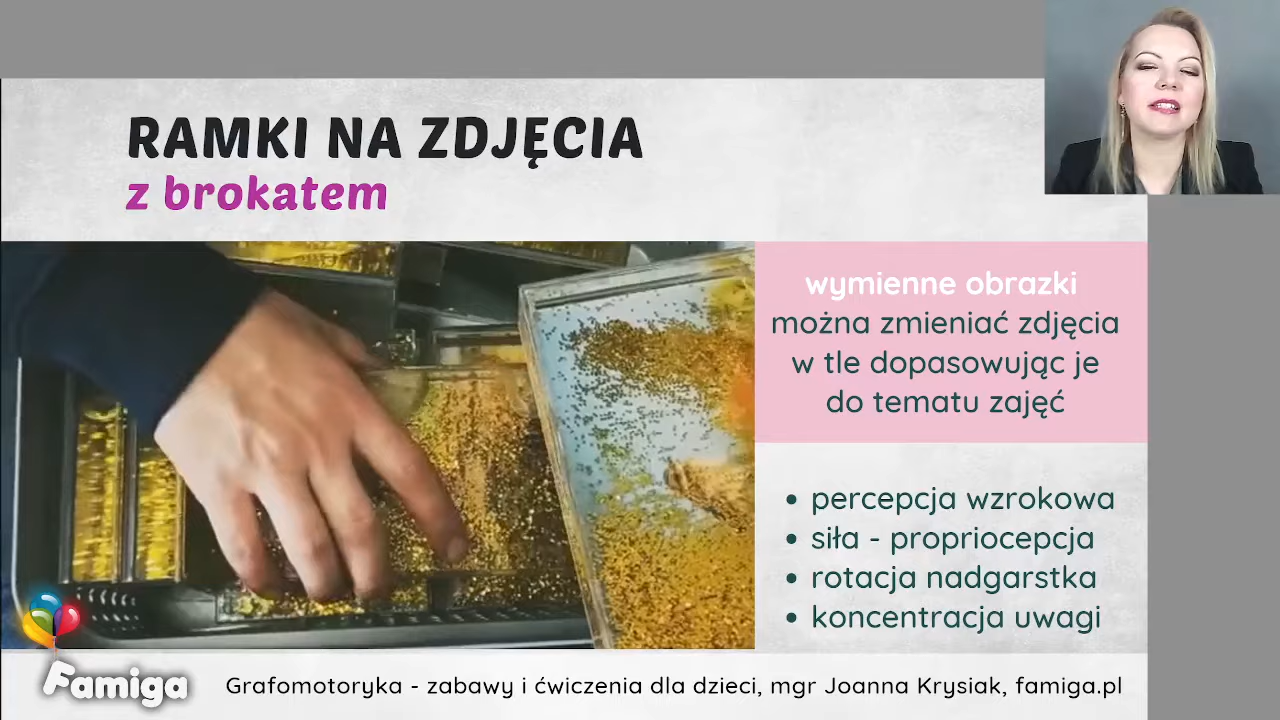 RAMKI NA ZDJĘCIA
z brokatem
wymienne obrazki
można zmieniać zdjęcia
w tle dopasowując je
do tematu zajęć
• percepcja wzrokowa
• siła - propriocepcja
• rotacja nadgarstka
• koncentracja uwagi
Famiga
Grafomotoryka - zabawy i ćwiczenia dla dzieci, mgr Joanna Krysiak, famiga.pl